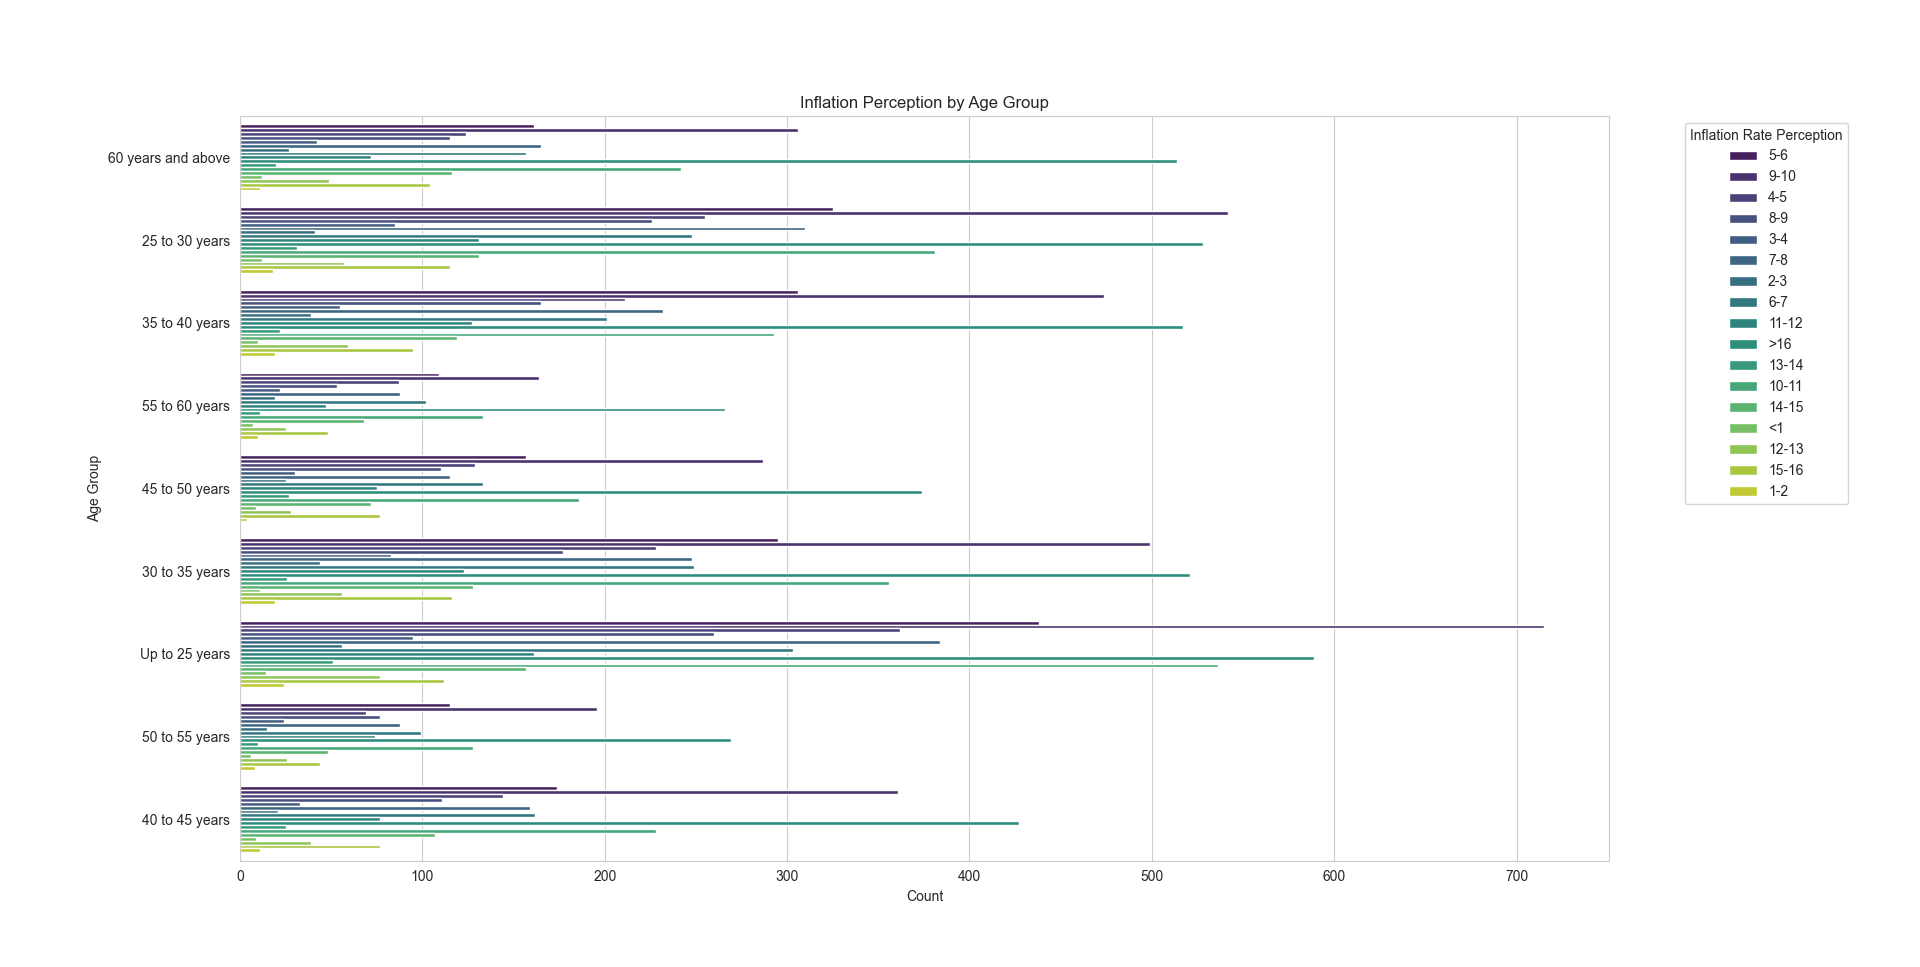 Inflation Perception by Age Group
Age Group
60 years and above
25 to 30 years
35 to 40 years
55 to 60 years
45 to 50 years
30 to 35 years
Up to 25 years
50 to 55 years
40 to 45 years
0 100 200 300 400 500 600 700
Count
Inflation Rate Perception
5-6
9-10
4-5
8-9
3-4
7-8
2-3
6-7
11-12
>16
13-14
10-11
14-15
<1
12-13
15-16
1-2